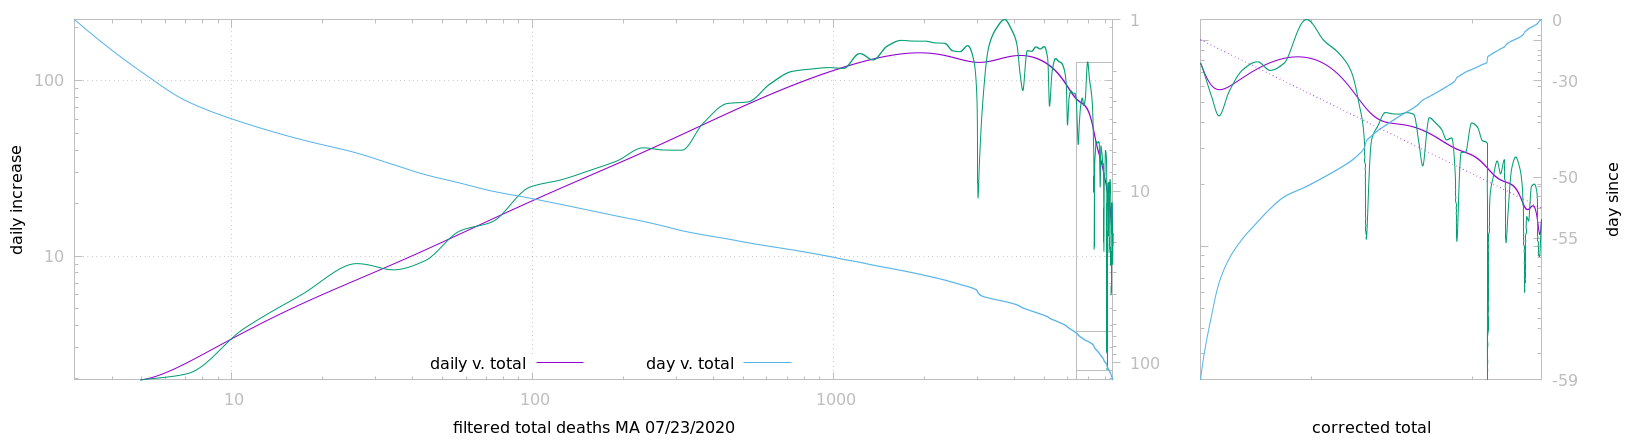 1
0
100
-30
daily increase
10
-50
day since
10
-55
daily v. total
day v. total
100
-59
10
100
1000
filtered total deaths MA 07/23/2020
corrected total